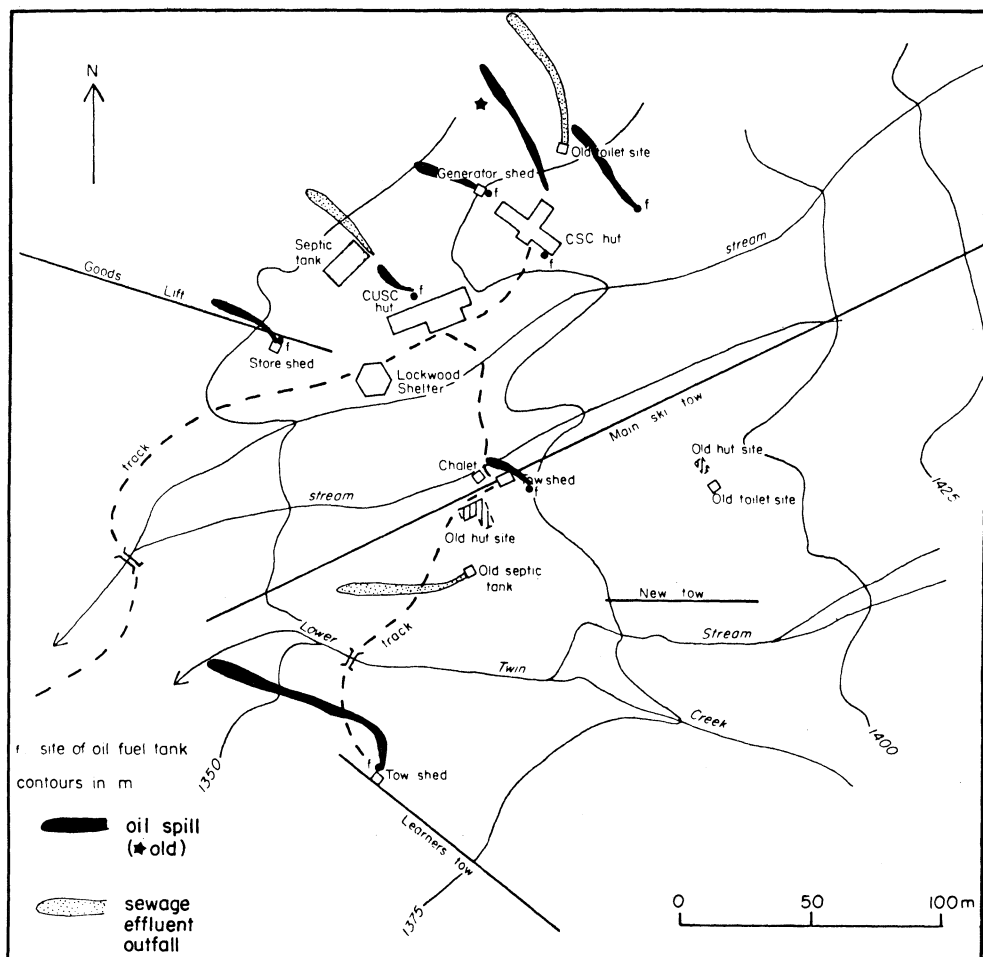 N
Old toilet site
Generator shed
f
f
CSC hut
f
Septic
tank
stream
Goods
Lift
CUSC
hut
f
f
Store shed
Lockwood
Shelter
track
Main ski tow
Old hut site
Old toilet site
1425
Chalet
Tow shed
f
stream
Old hut site
Old septic
tank
New tow
Lower
track
Stream
Twin
Creek
1400
f site of oil fuel tank
contours in m
1350
f
Tow shed
Learners tow
1375
oil spill
(★old)
sewage
effluent
outfall
0 50 100m